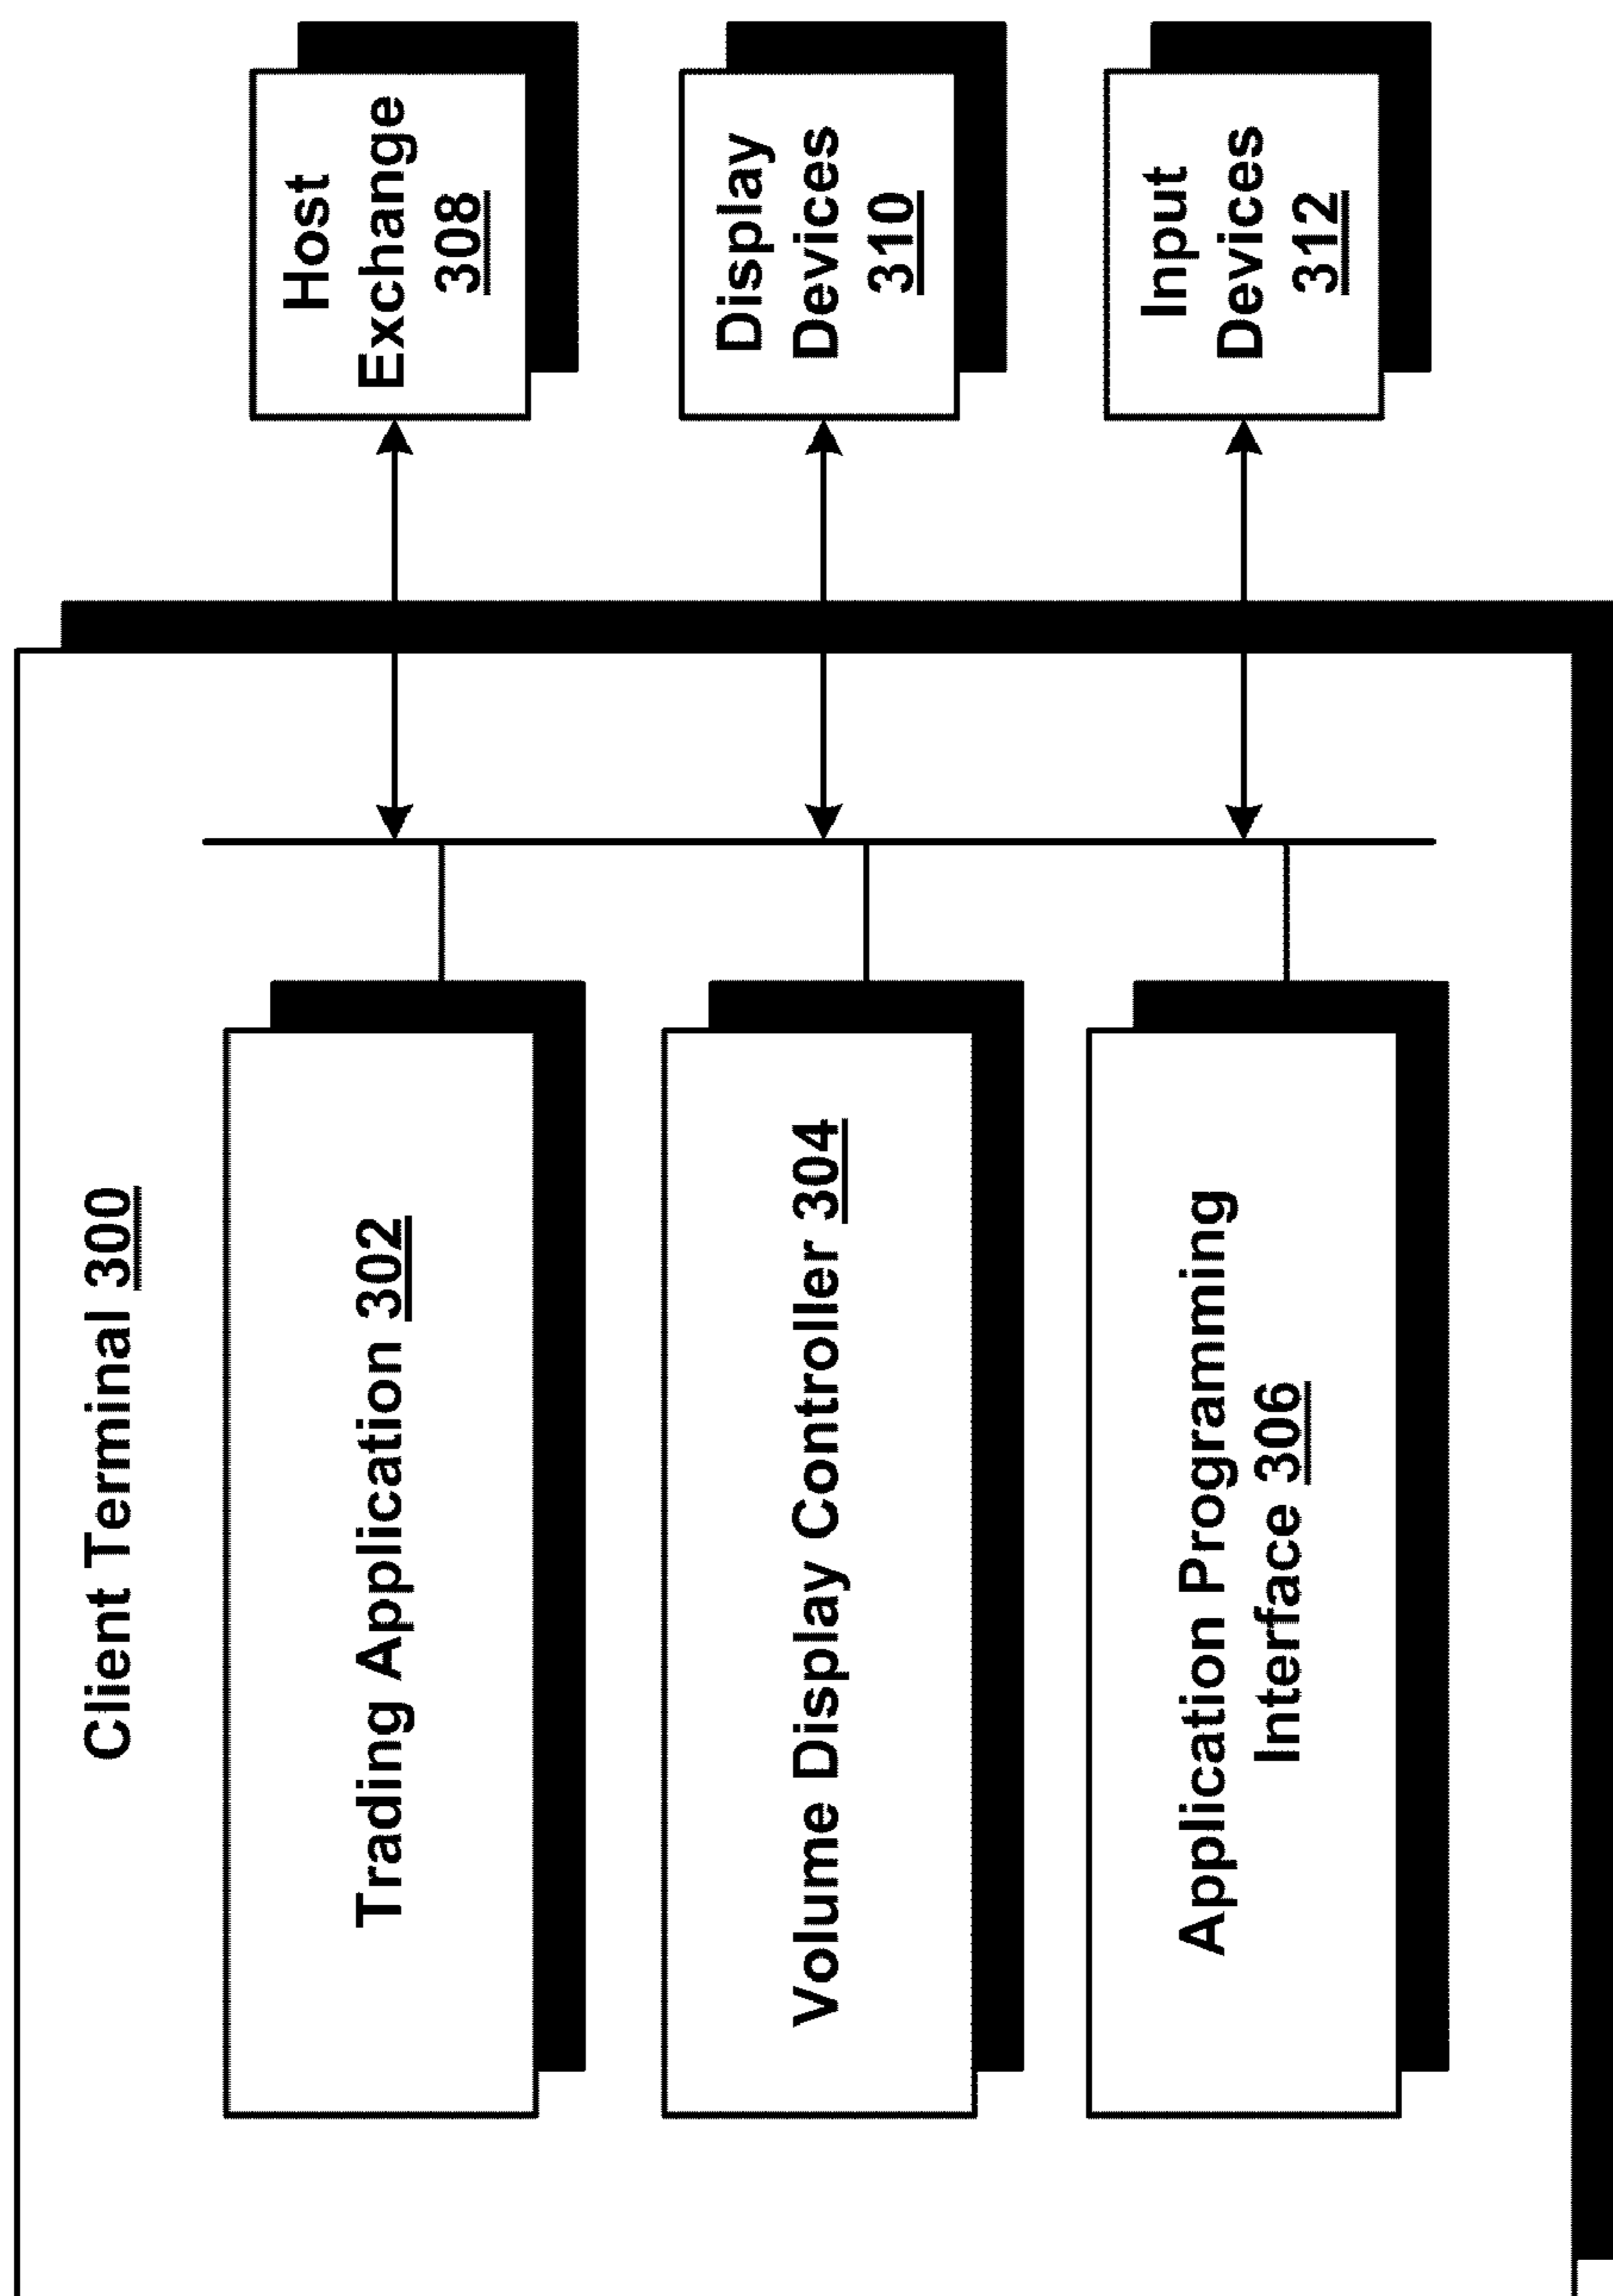 Client Terminal 300
Trading Application 302
Volume Display Controller 304
Application Programming
Interface 306
Host
Exchange
308
Display
Devices
310
Input
Devices
312